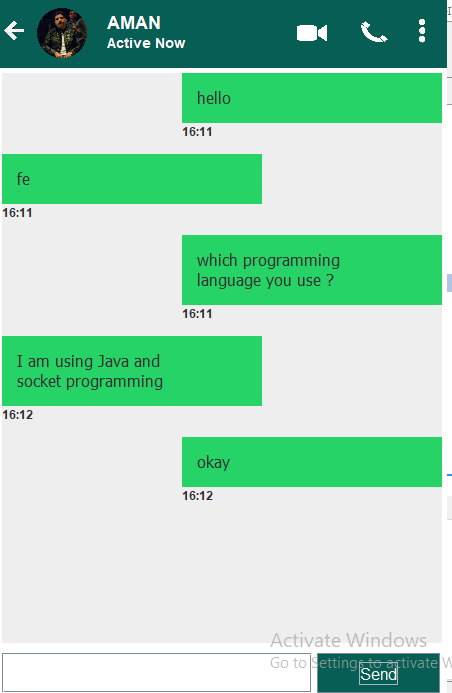 AMAN
Active Now
hello
16:11
fe
16:11
which programming
language you use ?
16:11
I am using Java and
socket programming
16:12
okay
16:12
Activate Windows
Go to Settings to activate W
Send